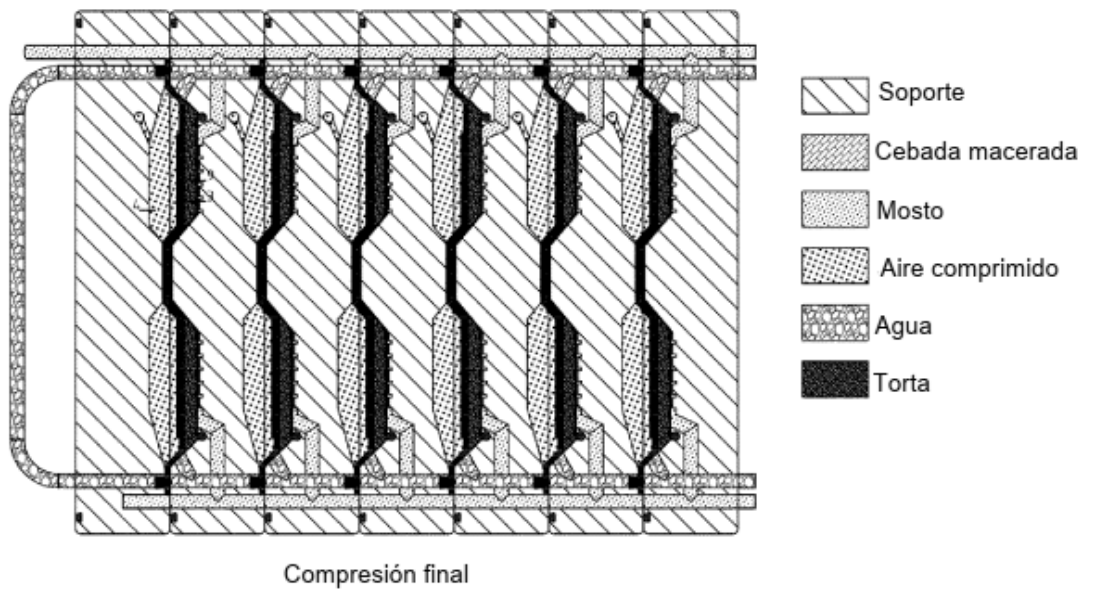 Soporte
Cebada macerada
Mosto
Aire comprimido
Agua
Torta
Compresión final